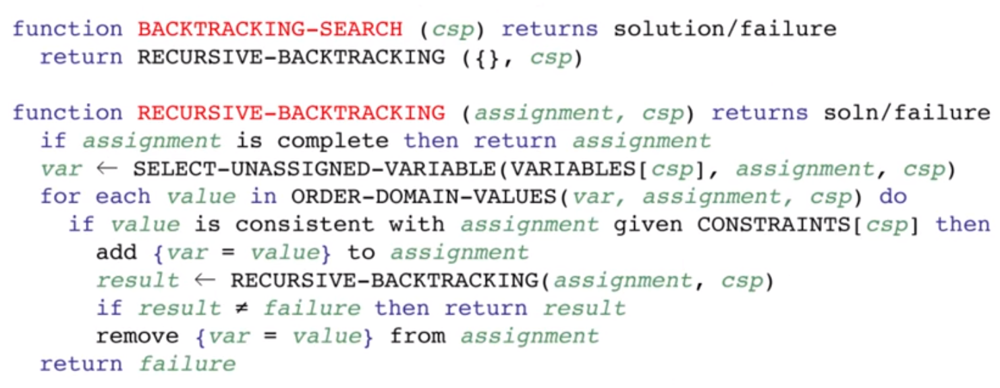 function BACKTRACKING-SEARCH (csp) returns solution/failure
return RECURSIVE-BACKTRACKING ({}, csp)
function RECURSIVE-BACKTRACKING (assignment, csp) returns soln/failure
if assignment is complete then return assignment
var ← SELECT-UNASSIGNED-VARIABLE(VARIABLES[csp], assignment, csp)
for each value in ORDER-DOMAIN-VALUES(var, assignment, csp) do
if value is consistent with assignment given CONSTRAINTS[csp] then
add {var = value} to assignment
result ← RECURSIVE-BACKTRACKING(assignment, csp)
if result ≠ failure then return result
remove {var = value} from assignment
return failure